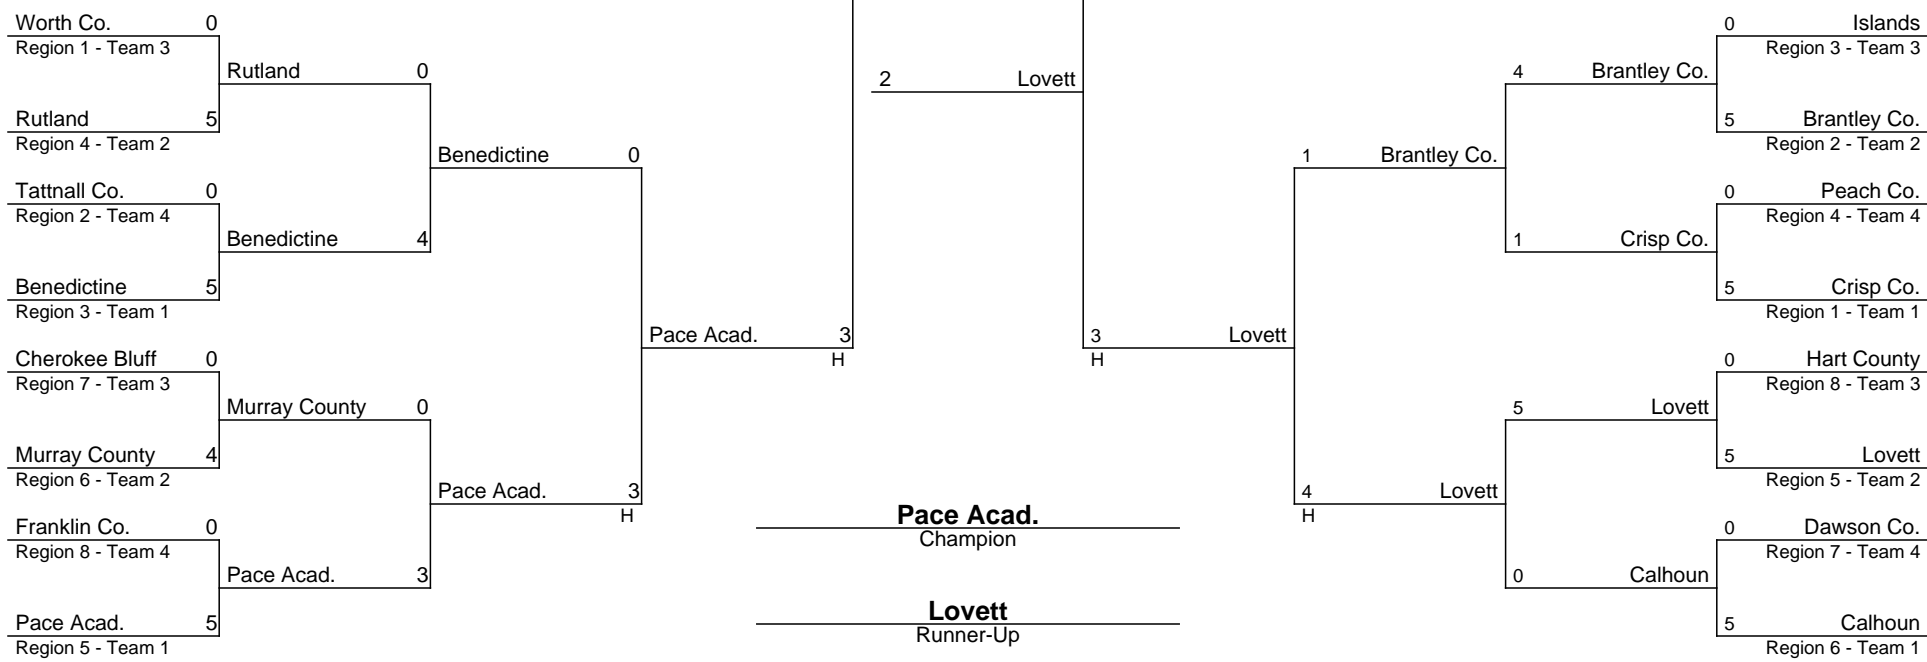 Worth Co. 0
Region 1 - Team 3
Rutland 0
Rutland 5
Region 4 - Team 2
Benedictine 0
Tattnall Co. 0
Region 2 - Team 4
Benedictine 4
Benedictine 5
Region 3 - Team 1
Pace Acad. 3
H
Cherokee Bluff 0
Region 7 - Team 3
Murray County 0
Murray County 4
Region 6 - Team 2
Pace Acad. 3
H
Franklin Co. 0
Region 8 - Team 4
Pace Acad. 3
Pace Acad. 5
Region 5 - Team 1
2 Lovett
Pace Acad.
Champion
Lovett
Runner-Up
0 Islands
Region 3 - Team 3
4 Brantley Co.
5 Brantley Co.
Region 2 - Team 2
1 Brantley Co.
0 Peach Co.
Region 4 - Team 4
1 Crisp Co.
5 Crisp Co.
Region 1 - Team 1
3 Lovett
H
0 Hart County
Region 8 - Team 3
5 Lovett
5 Lovett
Region 5 - Team 2
4 Lovett
H
0 Dawson Co.
Region 7 - Team 4
0 Calhoun
5 Calhoun
Region 6 - Team 1